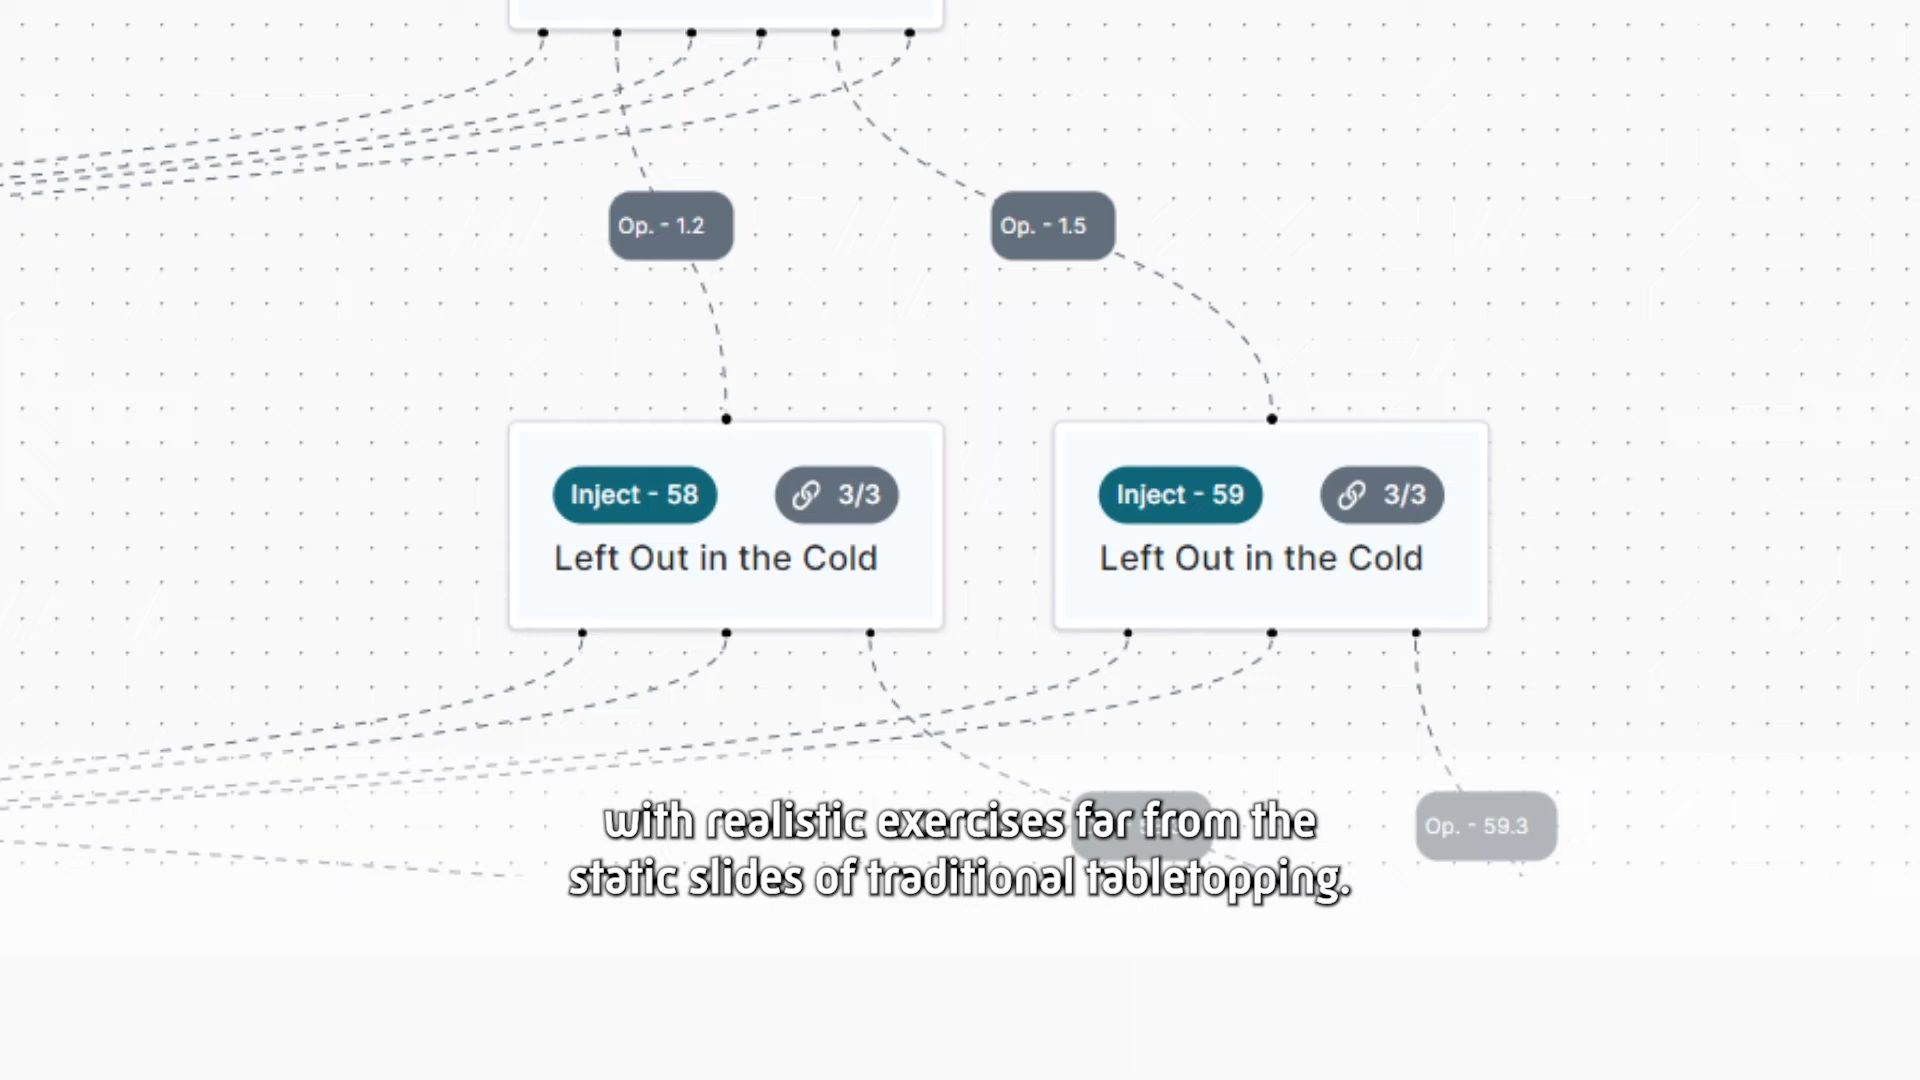 Op. - 1.2
Op. - 1.5
Inject - 58
3/3
Left Out in the Cold
Inject - 59
3/3
Left Out in the Cold
Op. - 59.3
with realistic exercises far from the
static slides of traditional tabletopping.